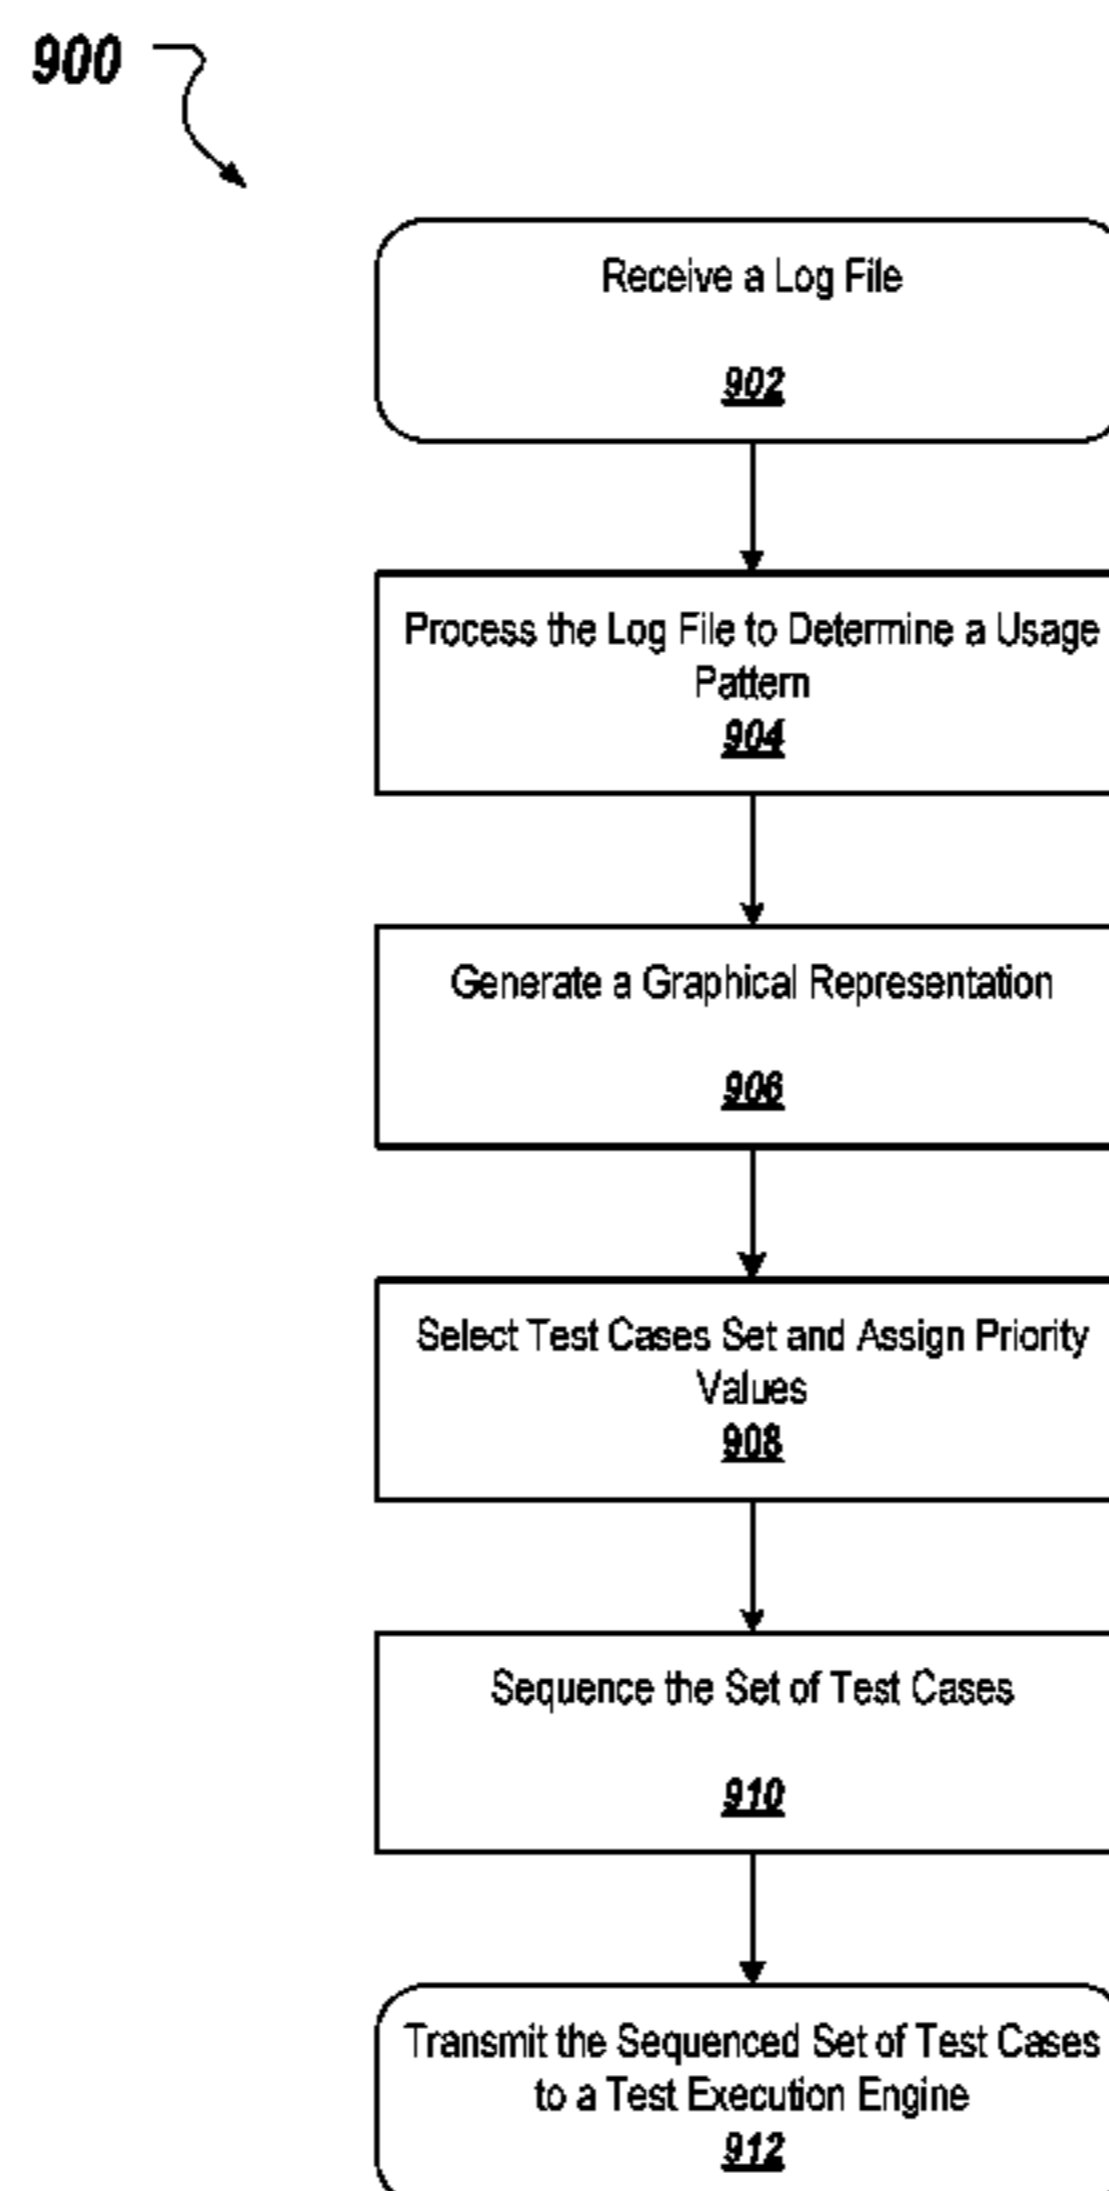 900
Receive a Log File
902
Process the Log File to Determine a Usage
Pattern
904
Generate a Graphical Representation
906
Select Test Cases Set and Assign Priority
Values
908
Sequence the Set of Test Cases
910
Transmit the Sequenced Set of Test Cases
to a Test Execution Engine
912